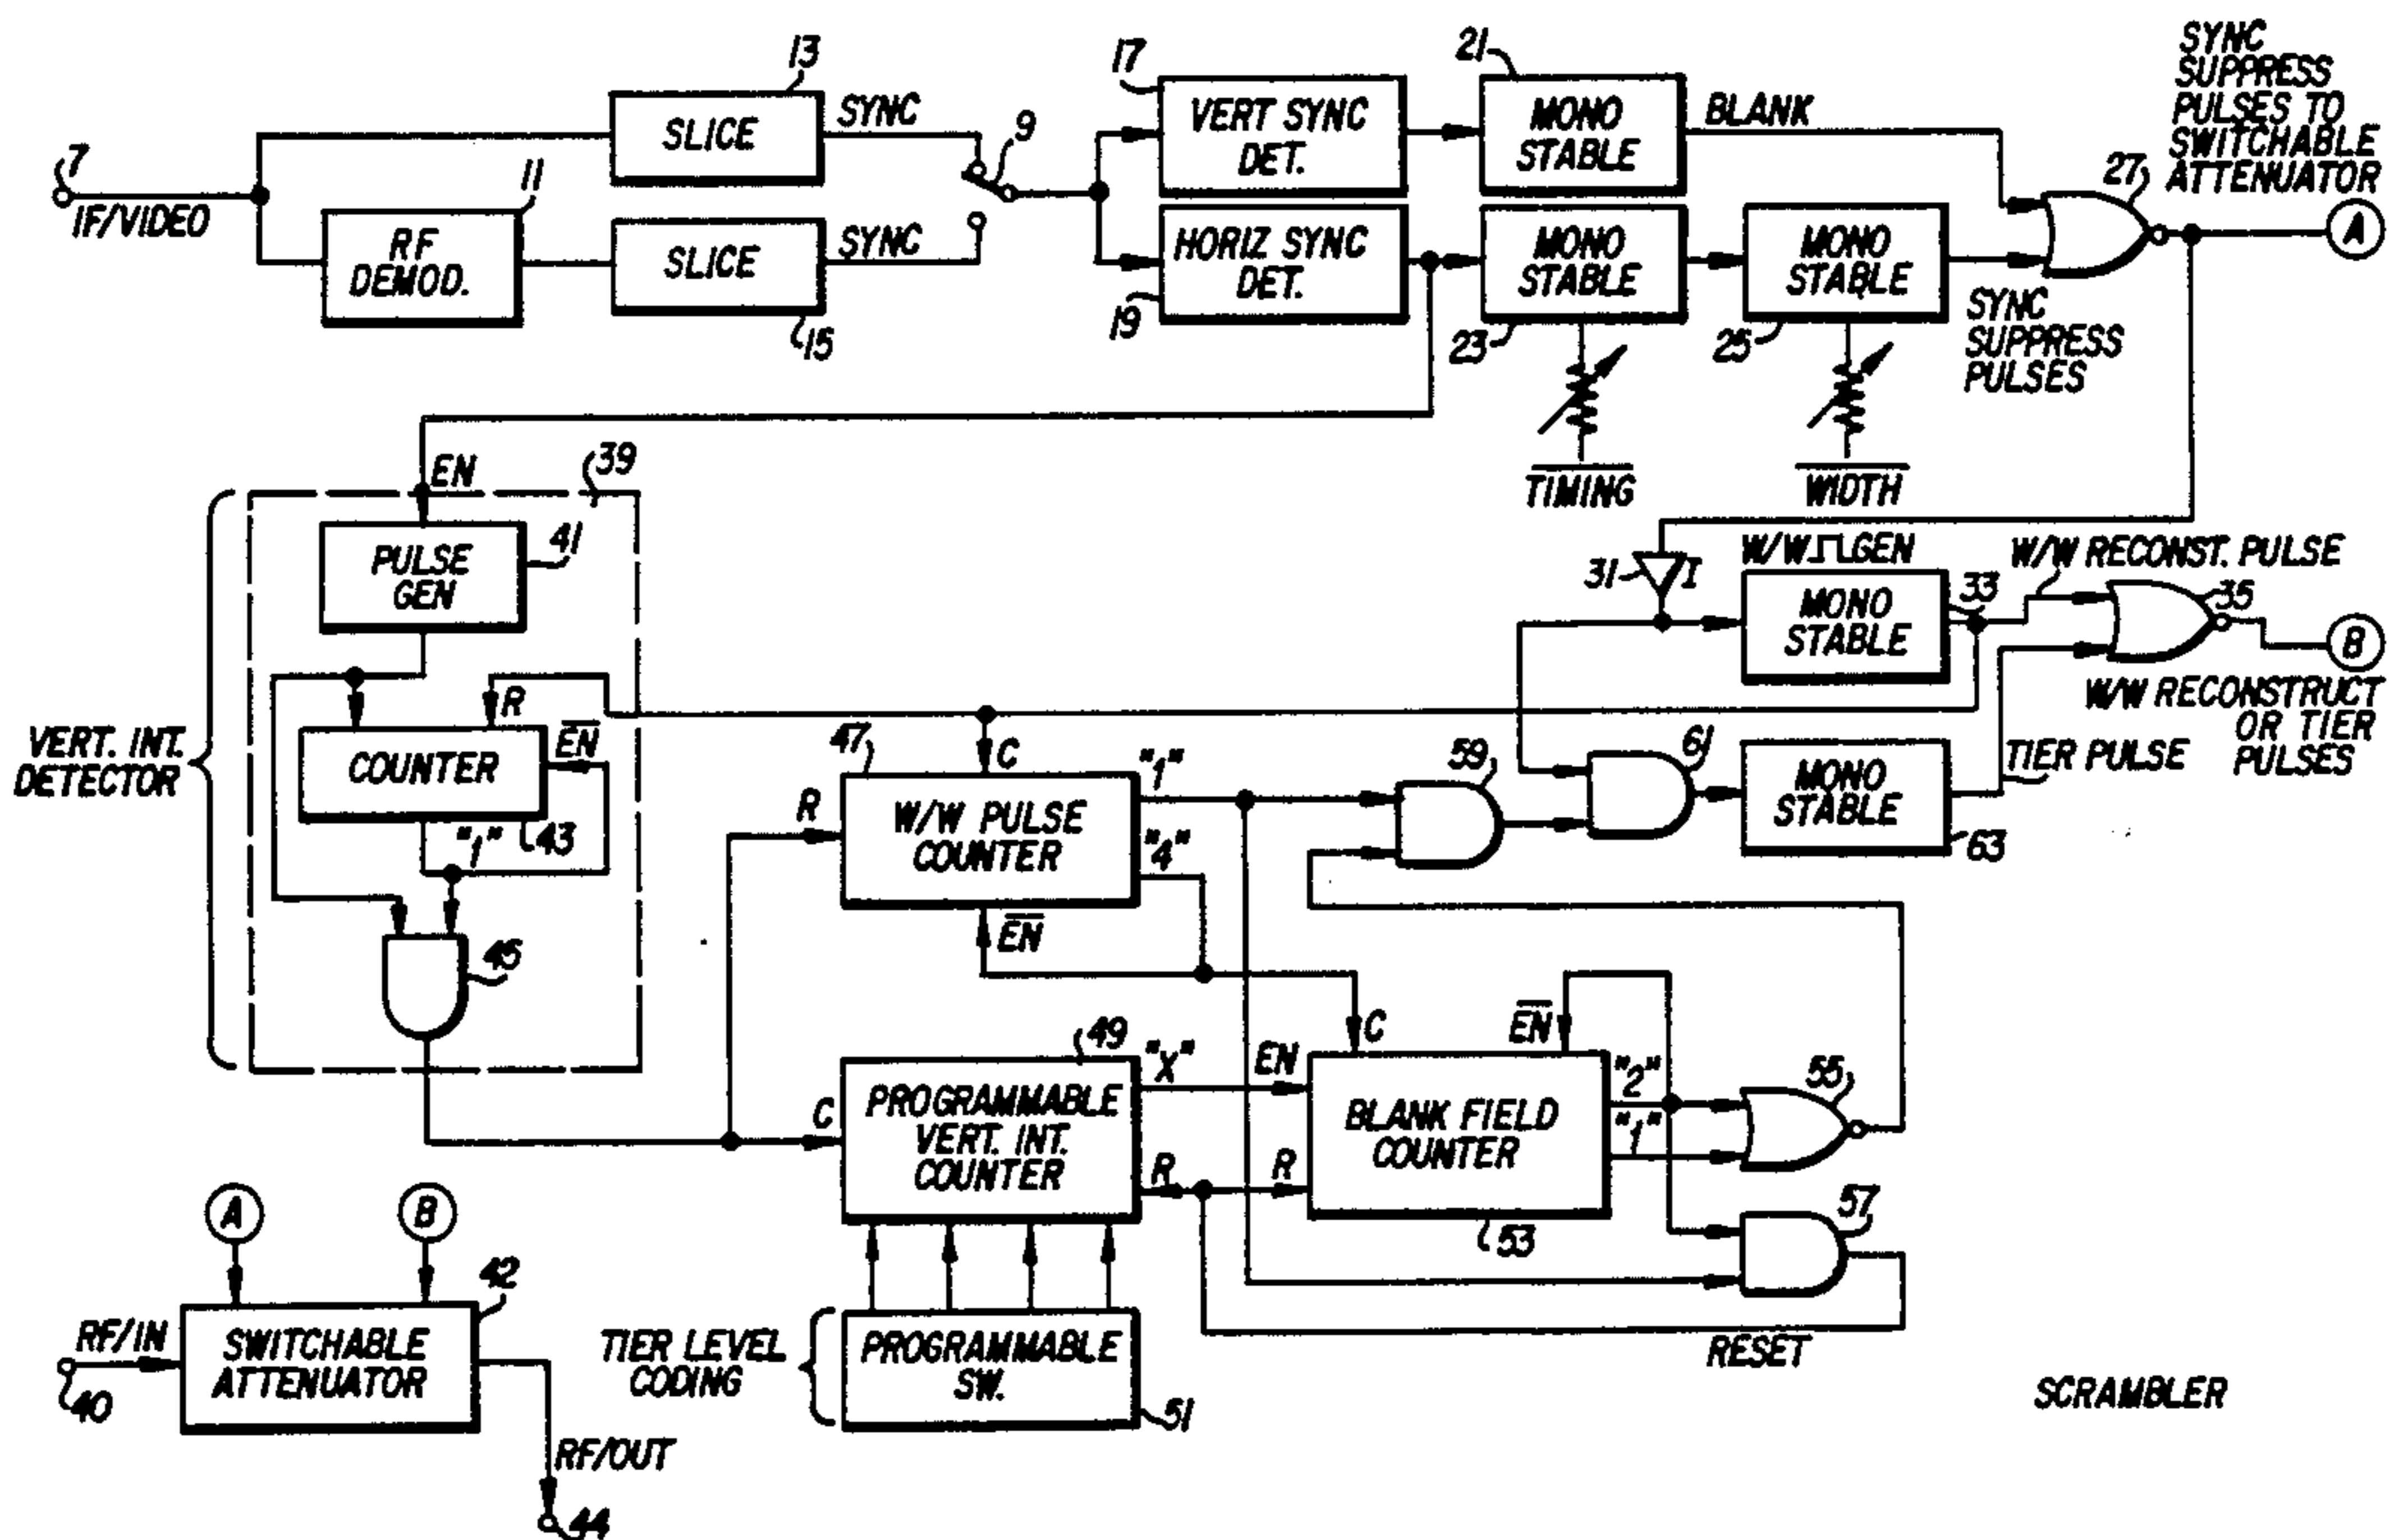 SYNC
SUPPRESS
PULSES TO
SWITCHABLE
ATTENUATOR
7
IF/VIDEO
13
SLICE
SYNC
11
RF
DEMOD.
SLICE
15
SYNC
9
17
VERT SYNC
DET.
HORIZ SYNC
DET.
19
21
MONO
STABLE
BLANK
MONO
STABLE
23
MONO
STABLE
25
27
A
SYNC
SUPPRESS
PULSES
TIMING
WIDTH
EN
39
PULSE
GEN
41
R
COUNTER
EN
"1"
43
45
VERT. INT.
DETECTOR
31
I
W/W GEN
MONO
STABLE
33
W/W RECONST. PULSE
35
B
W/W RECONSTRUCT
OR TIER
PULSES
TIER PULSE
47
C
R
W/W PULSE
COUNTER
"1"
"4"
EN
59
61
MONO
STABLE
63
49
C
PROGRAMMABLE
VERT. INT.
COUNTER
"X"
R
EN
R
C
EN
BLANK FIELD
COUNTER
"2"
"1"
53
55
57
RESET
A
B
42
RF/IN
40
SWITCHABLE
ATTENUATOR
RF/OUT
44
TIER LEVEL
CODING
PROGRAMMABLE
SW.
51
SCRAMBLER